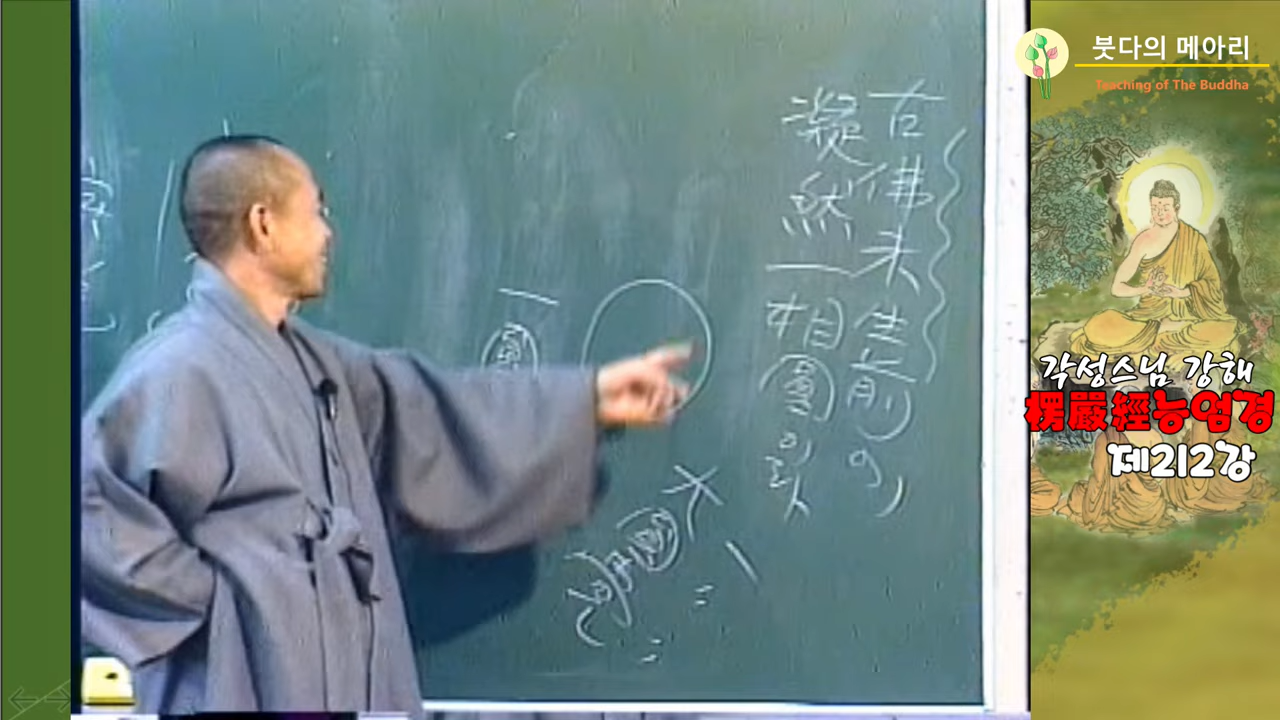 붓다의 메아리
Teaching of The Buddha
古佛未生前에
凝然一相圓이라
一圓
大圓
각성스님 강해
楞嚴經능엄경
제212강